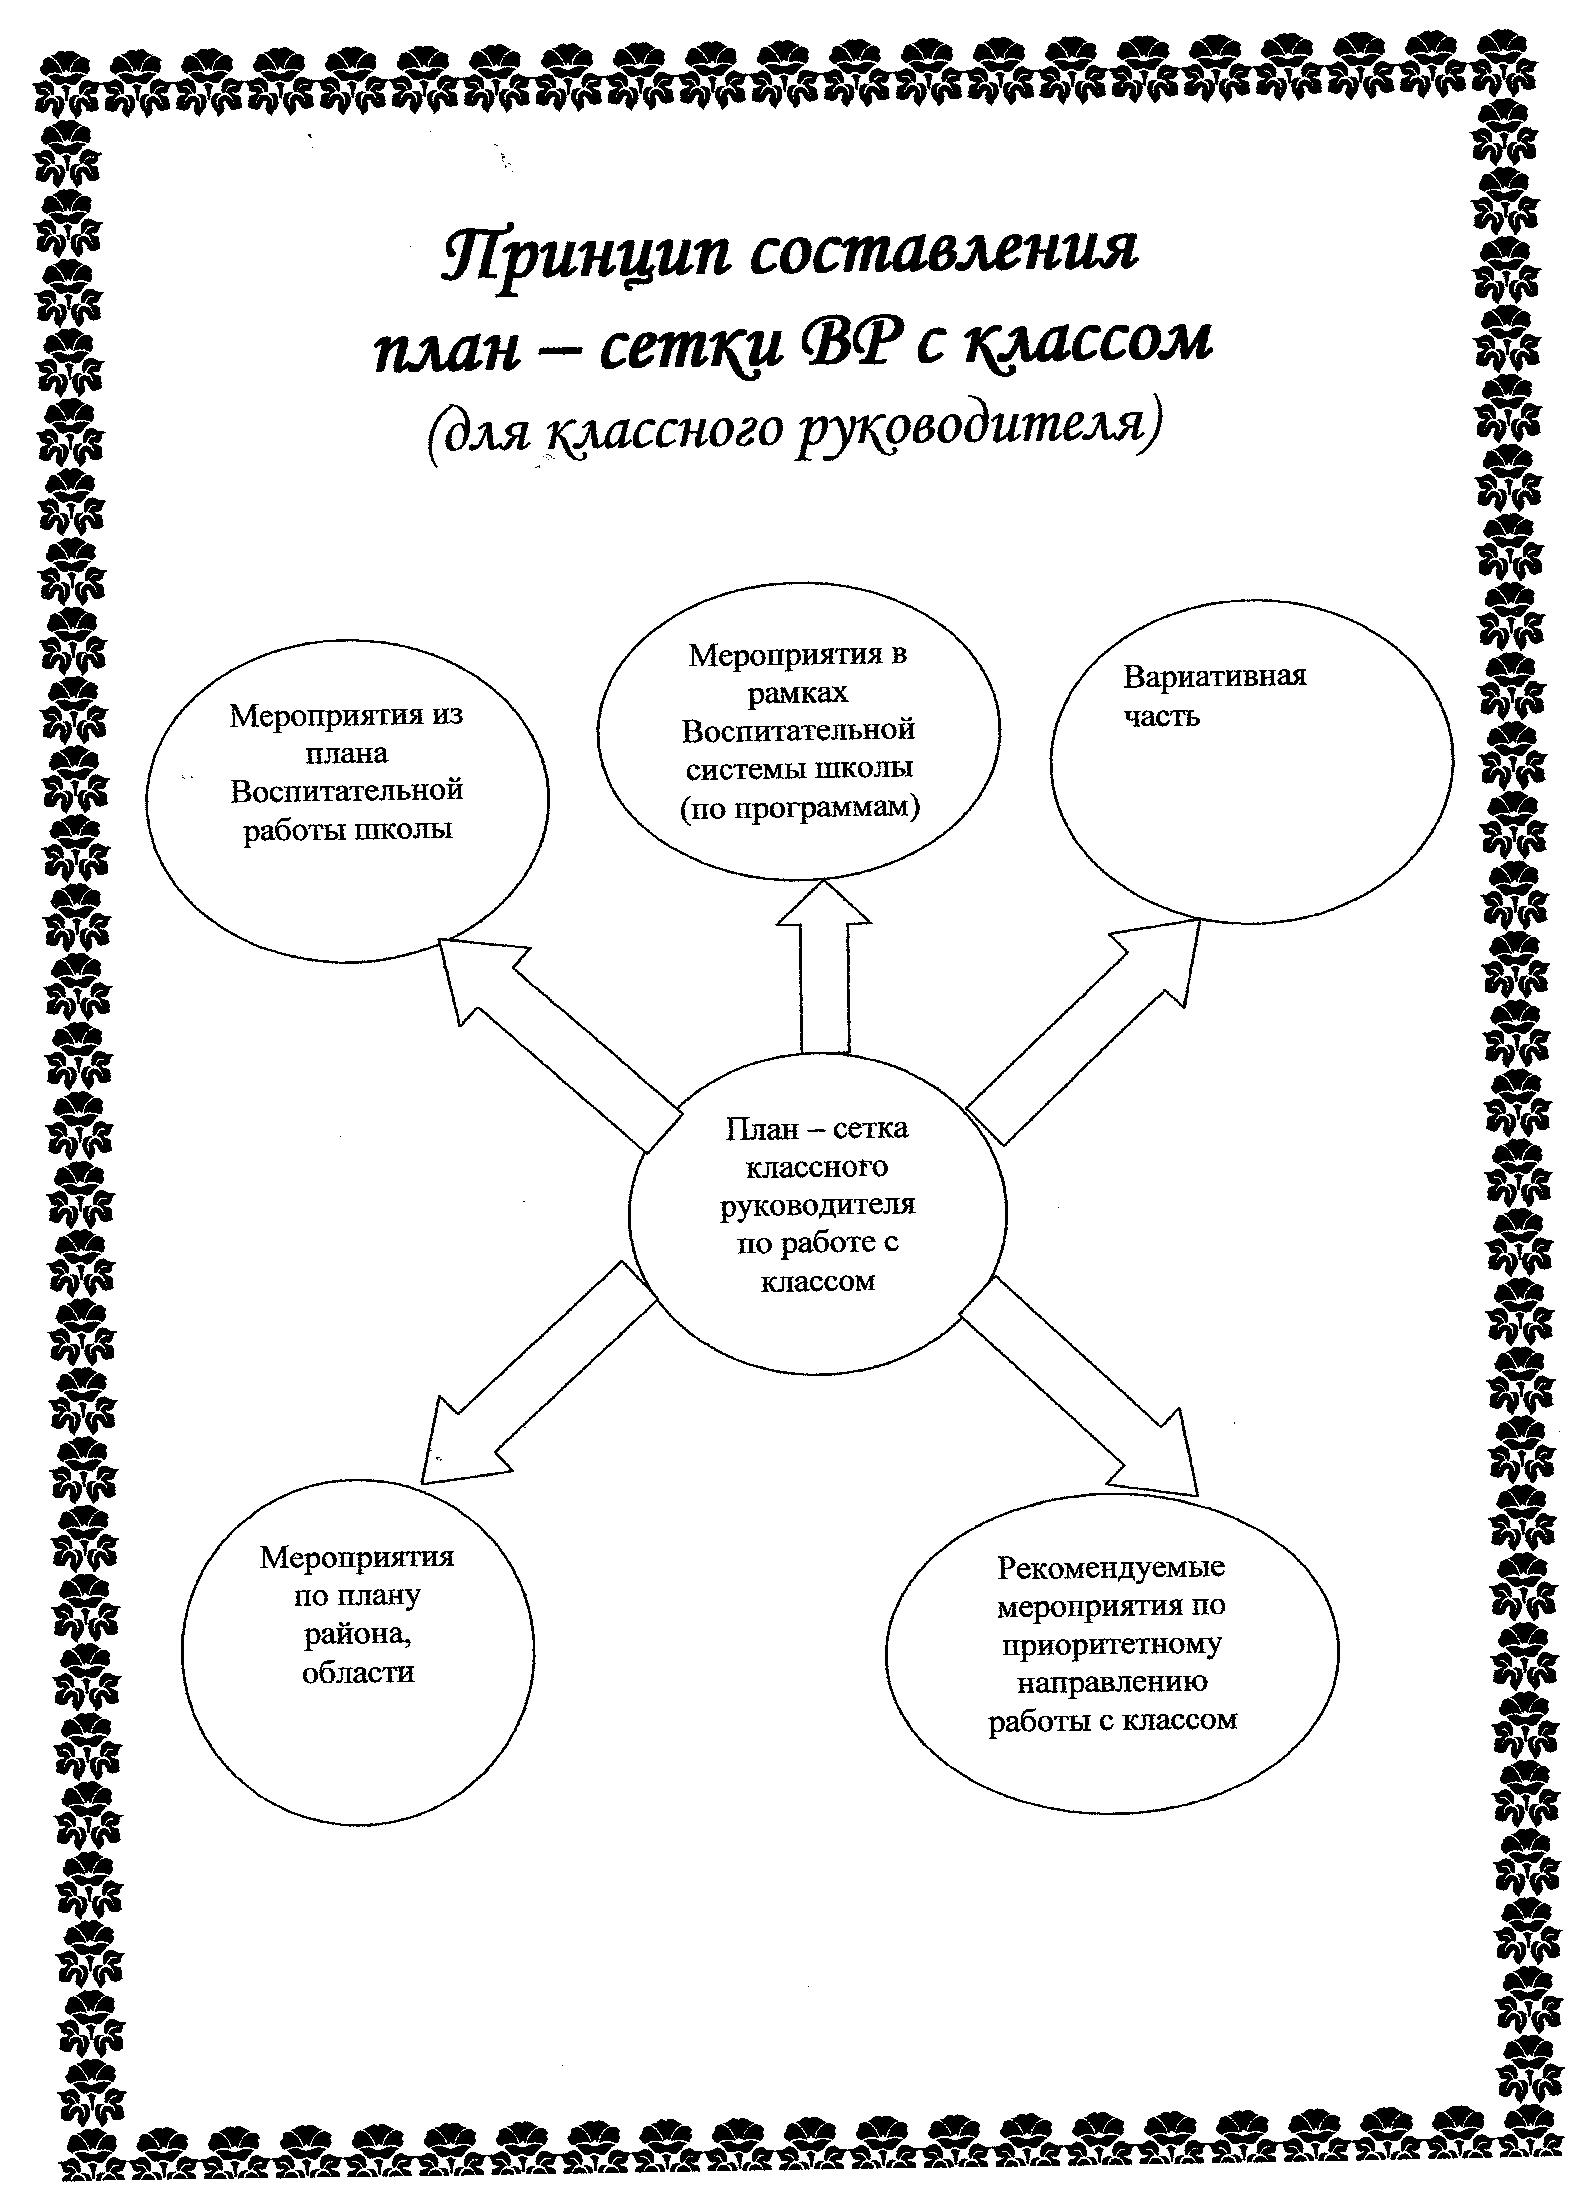 Принцип составления
план – сетки ВР с классом
(для классного руководителя)
Мероприятия из
плана
Воспитательной
работы школы
Мероприятия в
рамках
Воспитательной
системы школы
(по программам)
Вариативная
часть
План – сетка
классного
руководителя
по работе с
классом
Мероприятия
по плану
района,
области
Рекомендуемые
мероприятия по
приоритетному
направлению
работы с классом